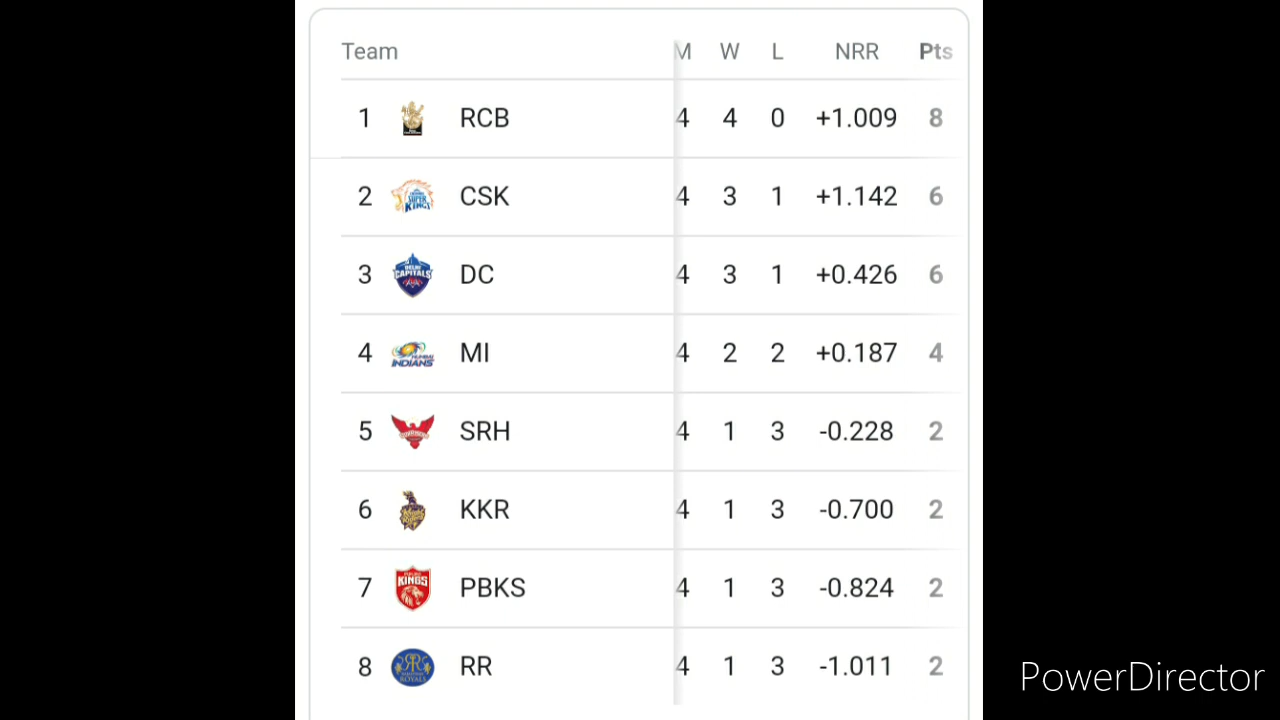 Team M W L NRR Pts
1 RCB 4 4 0 +1.009 8
2 CSK 4 3 1 +1.142 6
3 DC 4 3 1 +0.426 6
4 MI 4 2 2 +0.187 4
5 SRH 4 1 3 -0.228 2
6 KKR 4 1 3 -0.700 2
7 KINGS PBKS 4 1 3 -0.824 2
8 RR 4 1 3 -1.011 2
PowerDirector